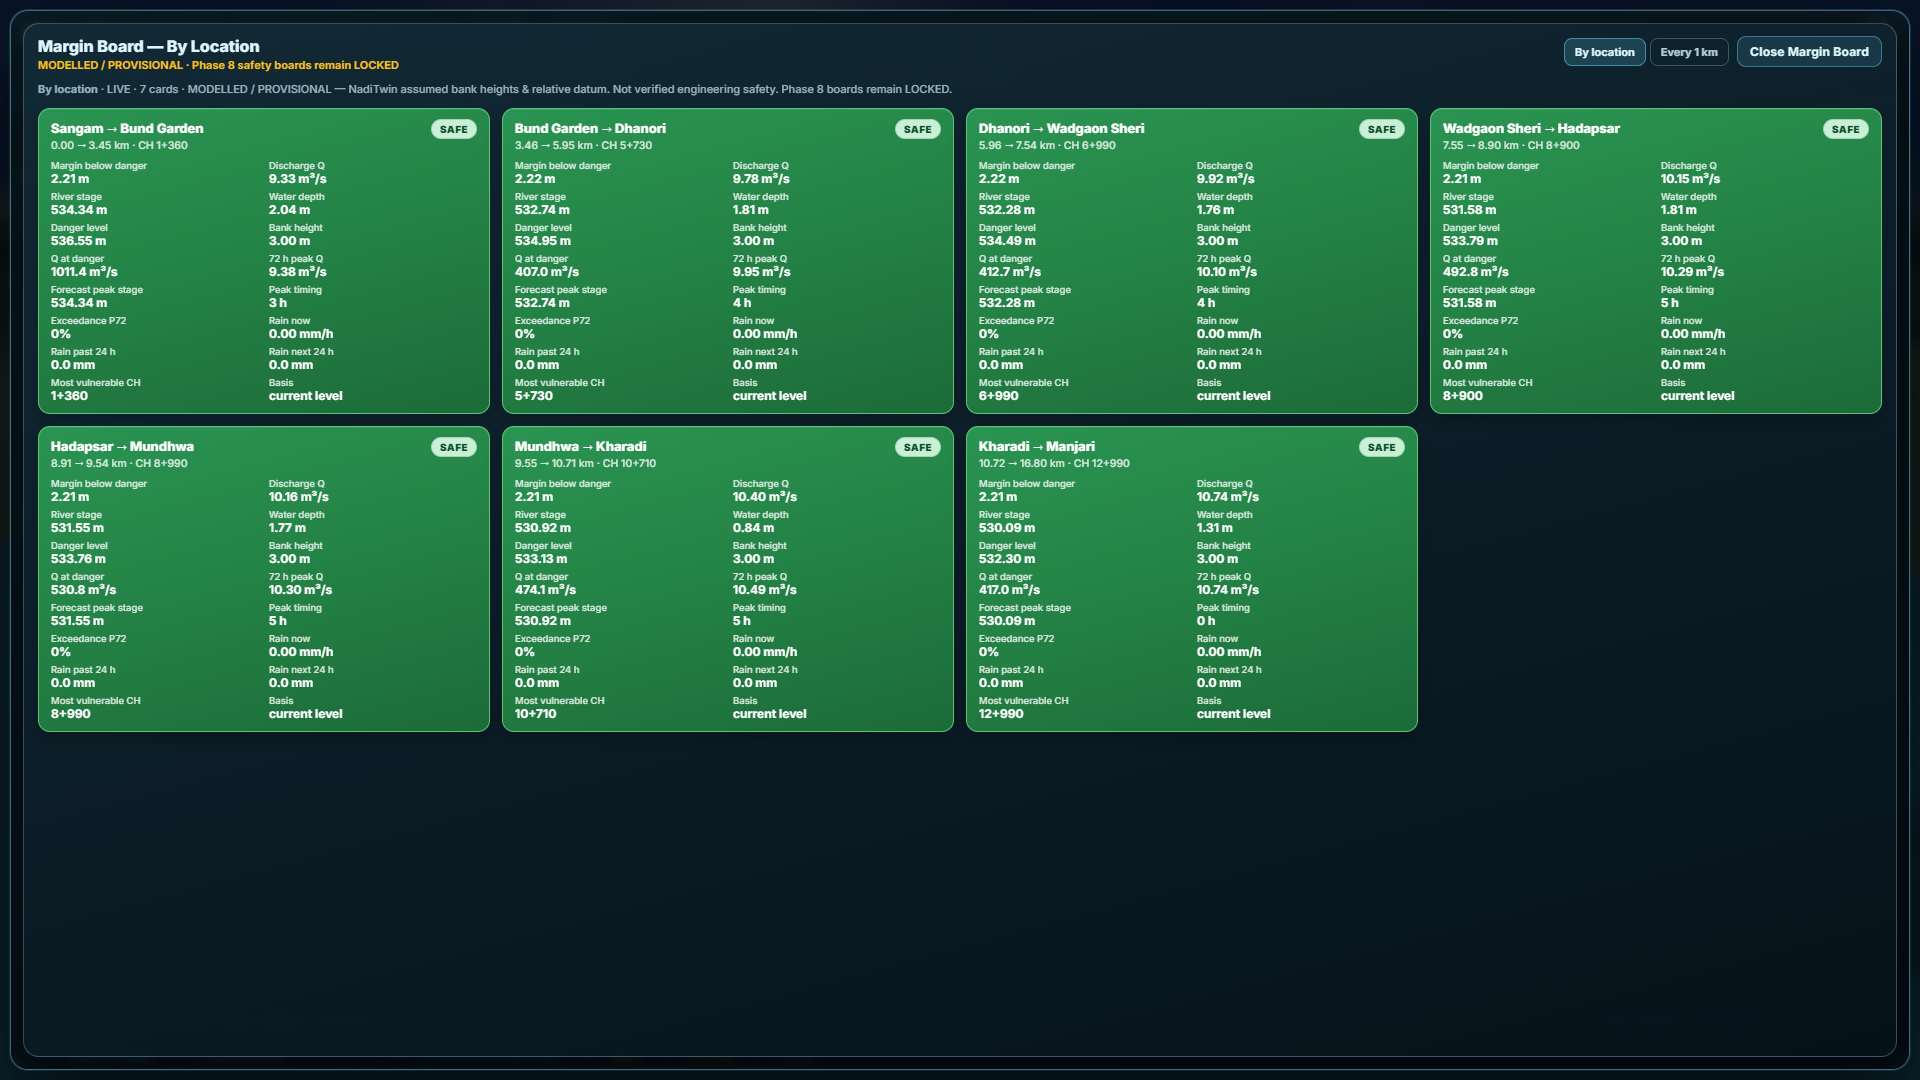 Margin Board — By Location
MODELLED / PROVISIONAL · Phase 8 safety boards remain LOCKED
By location Every 1 km Close Margin Board
By location · LIVE · 7 cards · MODELLED / PROVISIONAL — NadiTwin assumed bank heights & relative datum. Not verified engineering safety. Phase 8 boards remain LOCKED.
Sangam → Bund Garden SAFE
0.00 → 3.45 km · CH 1+360
Margin below danger Discharge Q
2.21 m 9.33 m³/s
River stage Water depth
534.34 m 2.04 m
Danger level Bank height
536.55 m 3.00 m
Q at danger 72 h peak Q
1011.4 m³/s 9.38 m³/s
Forecast peak stage Peak timing
534.34 m 3 h
Exceedance P72 Rain now
0% 0.00 mm/h
Rain past 24 h Rain next 24 h
0.0 mm 0.0 mm
Most vulnerable CH Basis
1+360 current level
Bund Garden → Dhanori SAFE
3.46 → 5.95 km · CH 5+730
Margin below danger Discharge Q
2.22 m 9.78 m³/s
River stage Water depth
532.74 m 1.81 m
Danger level Bank height
534.95 m 3.00 m
Q at danger 72 h peak Q
407.0 m³/s 9.95 m³/s
Forecast peak stage Peak timing
532.74 m 4 h
Exceedance P72 Rain now
0% 0.00 mm/h
Rain past 24 h Rain next 24 h
0.0 mm 0.0 mm
Most vulnerable CH Basis
5+730 current level
Dhanori → Wadgaon Sheri SAFE
5.96 → 7.54 km · CH 6+990
Margin below danger Discharge Q
2.22 m 9.92 m³/s
River stage Water depth
532.28 m 1.76 m
Danger level Bank height
534.49 m 3.00 m
Q at danger 72 h peak Q
412.7 m³/s 10.10 m³/s
Forecast peak stage Peak timing
532.28 m 4 h
Exceedance P72 Rain now
0% 0.00 mm/h
Rain past 24 h Rain next 24 h
0.0 mm 0.0 mm
Most vulnerable CH Basis
6+990 current level
Wadgaon Sheri → Hadapsar SAFE
7.55 → 8.90 km · CH 8+900
Margin below danger Discharge Q
2.21 m 10.15 m³/s
River stage Water depth
531.58 m 1.81 m
Danger level Bank height
533.79 m 3.00 m
Q at danger 72 h peak Q
492.8 m³/s 10.29 m³/s
Forecast peak stage Peak timing
531.58 m 5 h
Exceedance P72 Rain now
0% 0.00 mm/h
Rain past 24 h Rain next 24 h
0.0 mm 0.0 mm
Most vulnerable CH Basis
8+900 current level
Hadapsar → Mundhwa SAFE
8.91 → 9.54 km · CH 8+990
Margin below danger Discharge Q
2.21 m 10.16 m³/s
River stage Water depth
531.55 m 1.77 m
Danger level Bank height
533.76 m 3.00 m
Q at danger 72 h peak Q
530.8 m³/s 10.30 m³/s
Forecast peak stage Peak timing
531.55 m 5 h
Exceedance P72 Rain now
0% 0.00 mm/h
Rain past 24 h Rain next 24 h
0.0 mm 0.0 mm
Most vulnerable CH Basis
8+990 current level
Mundhwa → Kharadi SAFE
9.55 → 10.71 km · CH 10+710
Margin below danger Discharge Q
2.21 m 10.40 m³/s
River stage Water depth
530.92 m 0.84 m
Danger level Bank height
533.13 m 3.00 m
Q at danger 72 h peak Q
474.1 m³/s 10.49 m³/s
Forecast peak stage Peak timing
530.92 m 5 h
Exceedance P72 Rain now
0% 0.00 mm/h
Rain past 24 h Rain next 24 h
0.0 mm 0.0 mm
Most vulnerable CH Basis
10+710 current level
Kharadi → Manjari SAFE
10.72 → 16.80 km · CH 12+990
Margin below danger Discharge Q
2.21 m 10.74 m³/s
River stage Water depth
530.09 m 1.31 m
Danger level Bank height
532.30 m 3.00 m
Q at danger 72 h peak Q
417.0 m³/s 10.74 m³/s
Forecast peak stage Peak timing
530.09 m 0 h
Exceedance P72 Rain now
0% 0.00 mm/h
Rain past 24 h Rain next 24 h
0.0 mm 0.0 mm
Most vulnerable CH Basis
12+990 current level